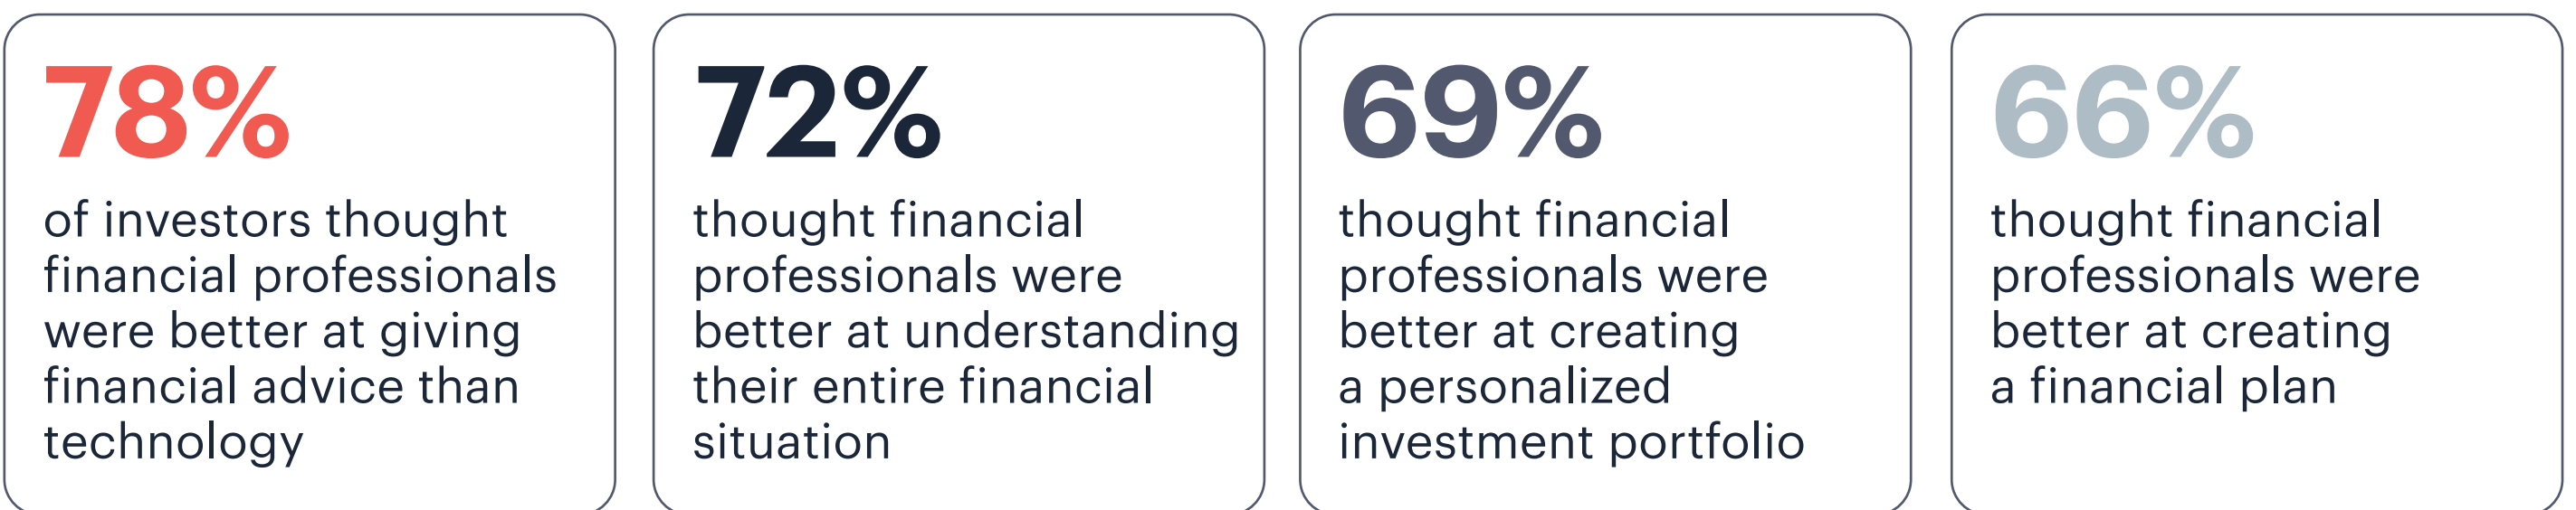 78%
of investors thought
financial professionals
were better at giving
financial advice than
technology
72%
thought financial
professionals were
better at understanding
their entire financial
situation
69%
thought financial
professionals were
better at creating
a personalized
investment portfolio
66%
thought financial
professionals were
better at creating
a financial plan